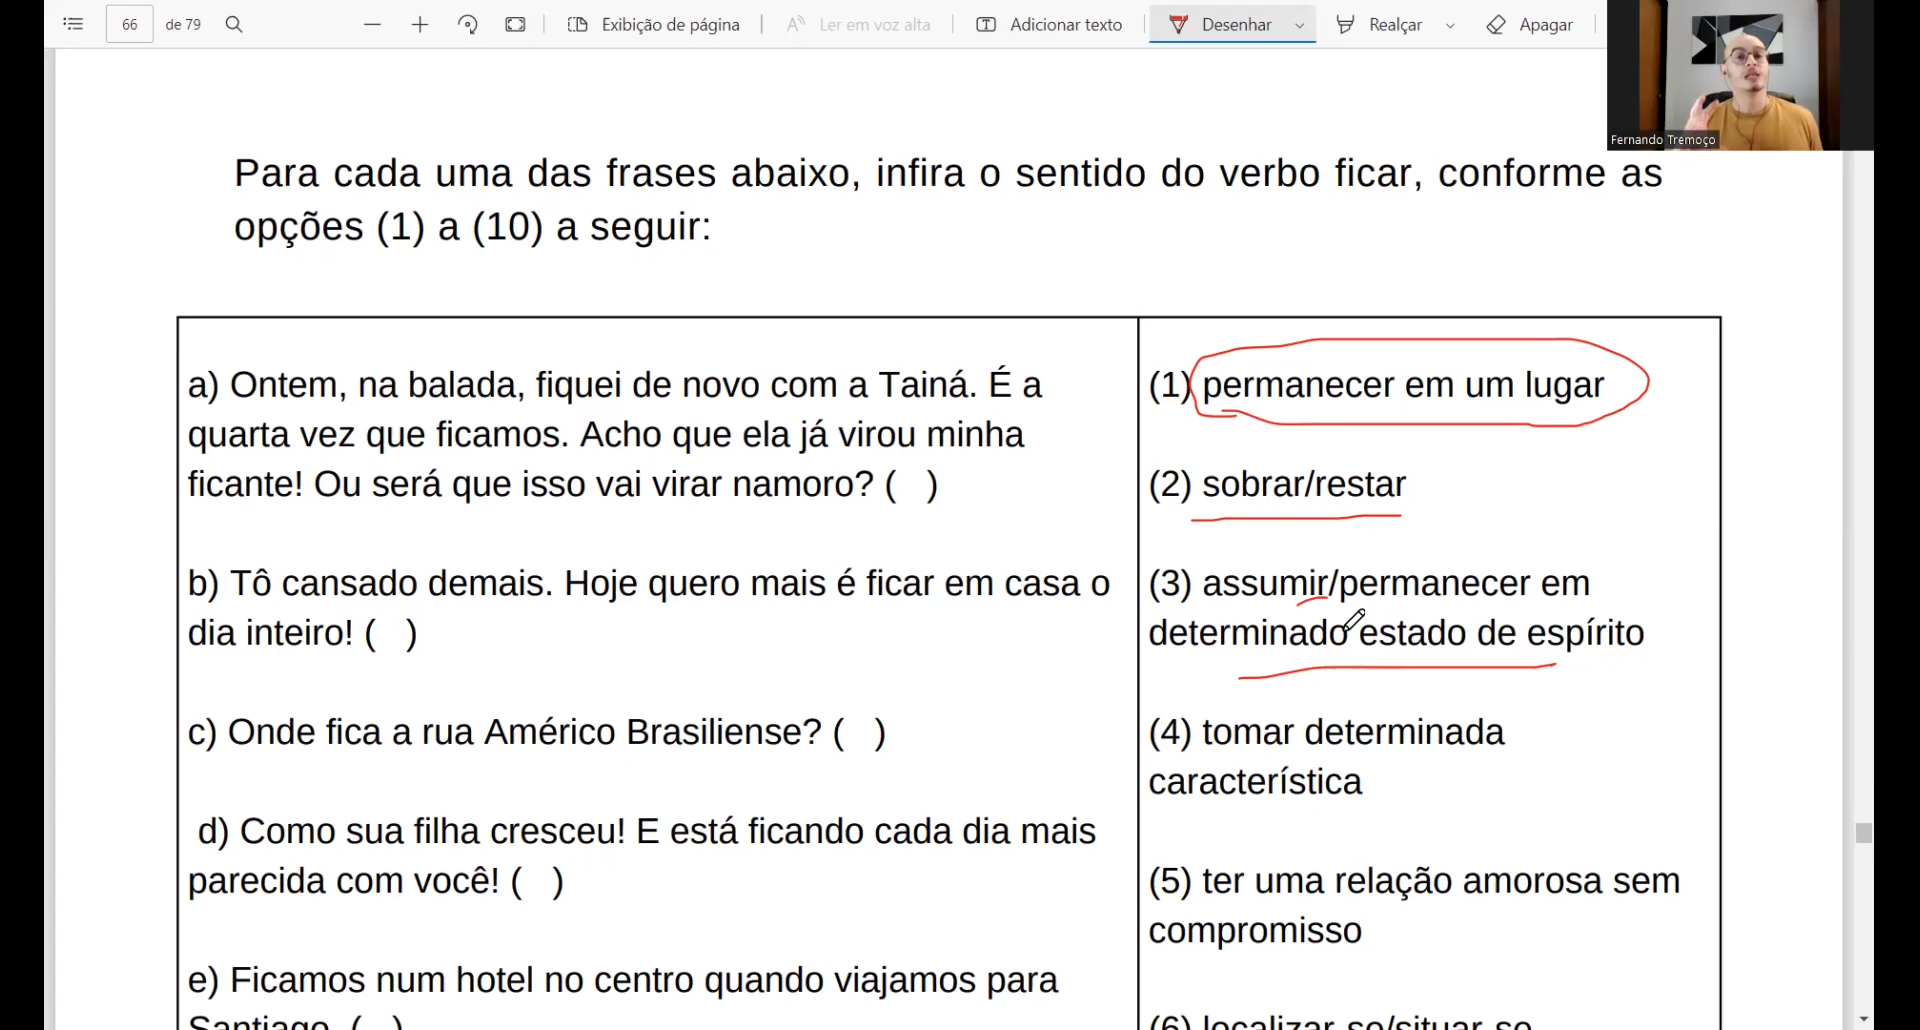 66 de 79 Exibição de página Ler em voz alta Adicionar texto Desenhar Realçar Apagar
Fernando Tremoço
Para cada uma das frases abaixo, infira o sentido do verbo ficar, conforme as
opções (1) a (10) a seguir:
a) Ontem, na balada, fiquei de novo com a Tainá. É a
quarta vez que ficamos. Acho que ela já virou minha
ficante! Ou será que isso vai virar namoro? ( )
b) Tô cansado demais. Hoje quero mais é ficar em casa o
dia inteiro! ( )
c) Onde fica a rua Américo Brasiliense? ( )
d) Como sua filha cresceu! E está ficando cada dia mais
parecida com você! ( )
e) Ficamos num hotel no centro quando viajamos para
Santiago. ( )
(1) permanecer em um lugar
(2) sobrar/restar
(3) assumir/permanecer em
determinado estado de espírito
(4) tomar determinada
característica
(5) ter uma relação amorosa sem
compromisso
(6) localizar-se/situar-se